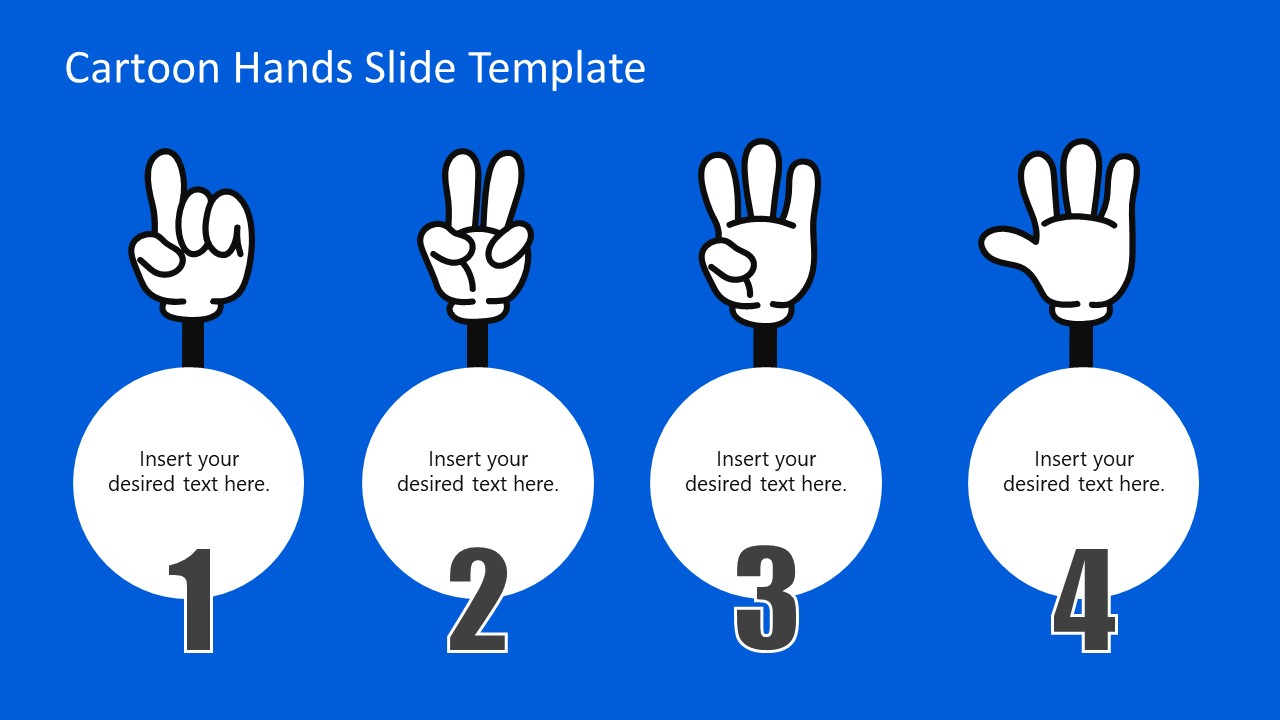 Cartoon Hands Slide Template
Insert your
desired text here.
1
Insert your
desired text here.
2
Insert your
desired text here.
3
Insert your
desired text here.
4